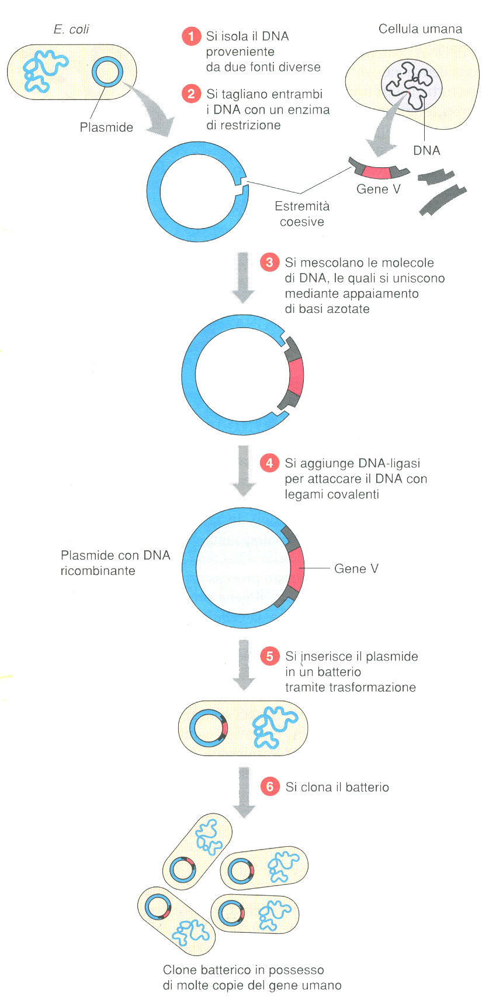 E. coli
1 Si isola il DNA
proveniente
da due fonti diverse
Cellula umana
2 Si tagliano entrambi
i DNA con un enzima
di restrizione
Plasmide
DNA
Gene V
Estremità
coesive
3 Si mescolano le molecole
di DNA, le quali si uniscono
mediante appaiamento
di basi azotate
4 Si aggiunge DNA-ligasi
per attaccare il DNA con
legami covalenti
Plasmide con DNA
ricombinante
Gene V
5 Si inserisce il plasmide
in un batterio
tramite trasformazione
6 Si clona il batterio
Clone batterico in possesso
di molte copie del gene umano